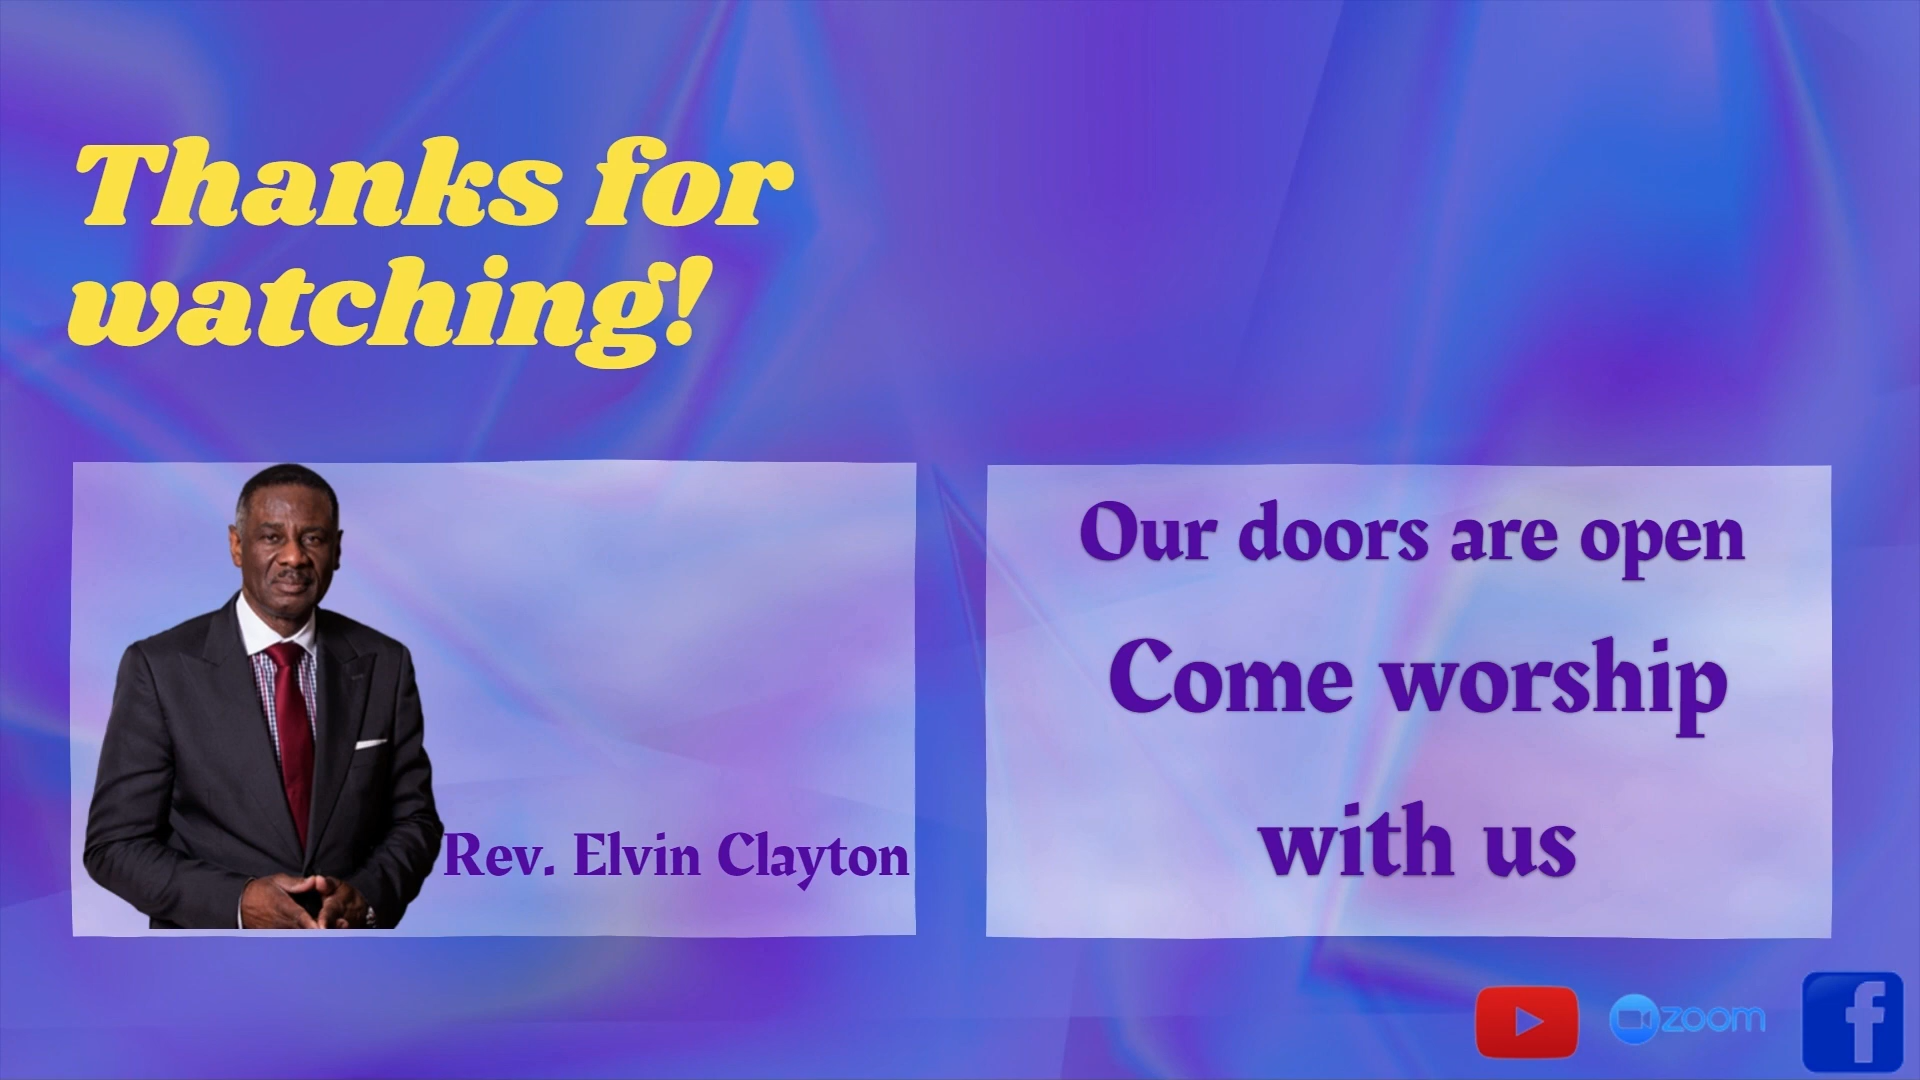 Thanks for
watching!
Rev. Elvin Clayton
Our doors are open
Come worship
with us
zoom
f